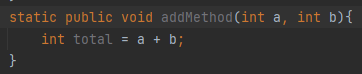 static public void addMethod(int a, int b){
    int total = a + b;
}